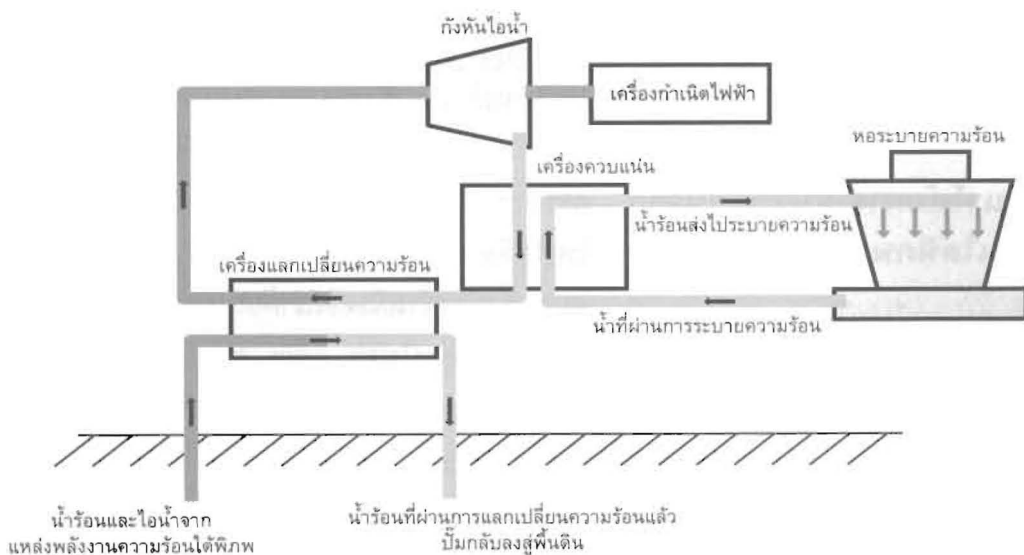 กังหันไอน้ำ
เครื่องกำเนิดไฟฟ้า
หอระบายความร้อน
เครื่องควบแน่น
น้ำร้อนส่งไประบายความร้อน
เครื่องแลกเปลี่ยนความร้อน
น้ำที่ผ่านการระบายความร้อน
น้ำร้อนและไอน้ำจาก
แหล่งพลังงานความร้อนใต้พิภพ
น้ำร้อนที่ผ่านการแลกเปลี่ยนความร้อนแล้ว
ปั๊มกลับลงสู่พื้นดิน